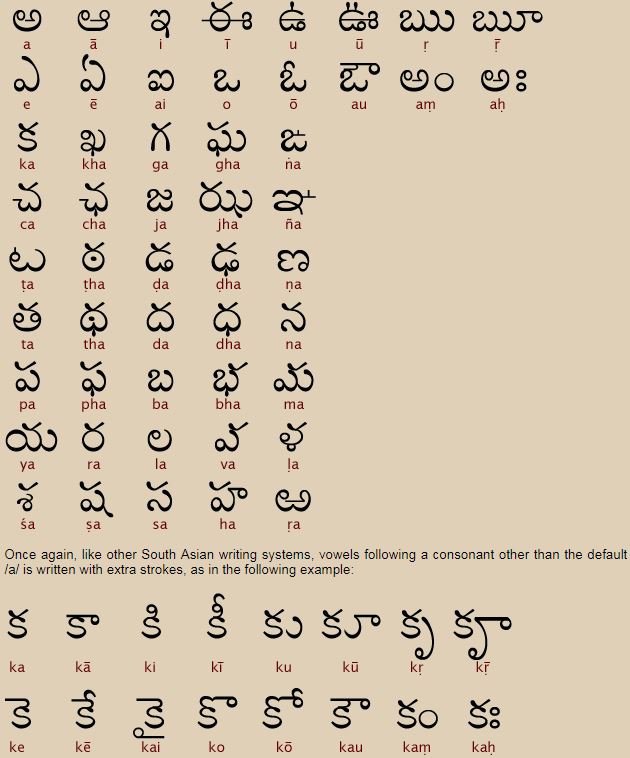 అ ఆ ఇ ఈ ఉ ఊ ఋ ౠ
a ā i ī u ū ṛ ṝ
ఎ ఏ ఐ ఒ ఓ ఔ అం అః
e ē ai o ō au aṃ aḥ
క ఖ గ ఘ ఙ
ka kha ga gha ṅa
చ ఛ జ ఝ ఞ
ca cha ja jha ña
ట ఠ డ ఢ ణ
ṭa ṭha ḍa ḍha ṇa
త థ ద ధ న
ta tha da dha na
ప ఫ బ భ మ
pa pha ba bha ma
య ర ల వ ళ
ya ra la va ḷa
శ ష స హ ఱ
śa ṣa sa ha ṛa
Once again, like other South Asian writing systems, vowels following a consonant other than the default
/a/ is written with extra strokes, as in the following example:
క కా కి కీ కు కూ కృ కౄ
ka kā ki kī ku kū kṛ kṝ
కె కే కై కొ కో కౌ కం కః
ke kē kai ko kō kau kaṃ kaḥ